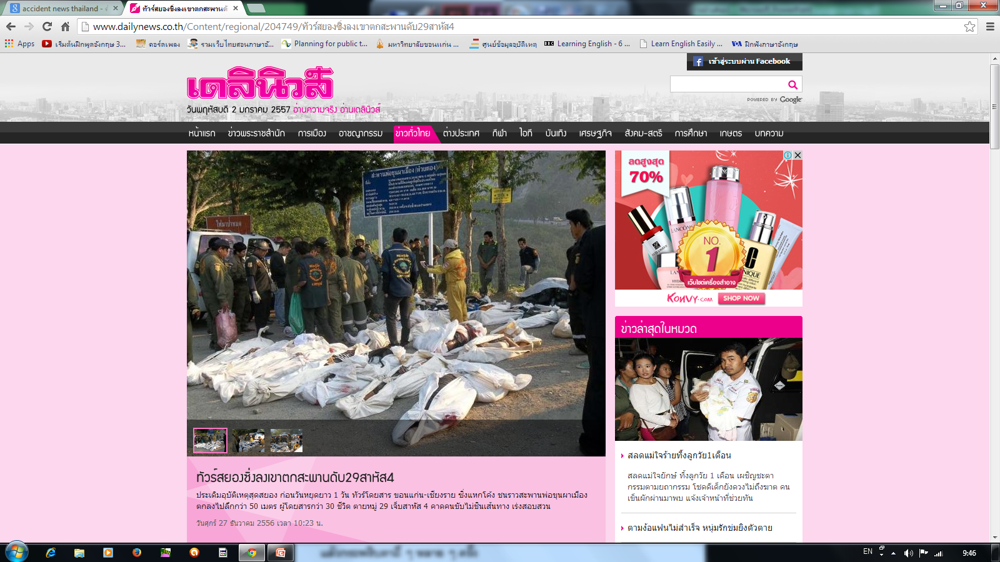 accident news thailand - ค้
ทัวร์สยองซิ่งลงเขาตกสะพานดับ
www.dailynews.co.th/Content/regional/204749/ทัวร์สยองซิ่งลงเขาตกสะพานดับ29สาหัส4
Apps
เริ่มต้นฝึกพูดอังกฤษ 3...
คอร์ดเพลง
รวมเว็บไทยสอนภาษาอั...
Planning for public t...
มหาวิทยาลัยขอนแก่น ...
ศูนย์ข้อมูลอุบัติเหตุ
BBC Learning English - 6 ...
Learn English Easily ...
VOA ฝึกฟังภาษาอังกฤษ
เข้าสู่ระบบผ่าน Facebook
เดลินิวส์
POWERED BY Google
วันพฤหัสบดี 2 มกราคม 2557 อ่านความจริง อ่านเดลินิวส์
หน้าแรก ข่าวพระราชสำนัก การเมือง อาชญากรรม ข่าวทั่วไทย ต่างประเทศ กีฬา ไอที บันเทิง เศรษฐกิจ สังคม-สตรี การศึกษา เกษตร บทความ
สะพานพ่อขุนผาเมือง (ห้วยตอง)
ไฟป่า
ลดสูงสุด
70%
LANCÔME
NO.
1
เว็บไซต์เครื่องสำอาง
CLINIQUE
Konvy.com SHOP NOW
ข่าวล่าสุดในหมวด
สลดแม่ใจร้ายทิ้งลูกวัย1เดือน
สลดแม่ใจยักษ์ ทิ้งลูกวัย 1 เดือน เผชิญชะตา
กรรมตามยถากรรม โชคดีเด็กยังดวงไม่ถึงฆาต คน
เข็นผักผ่านมาพบ แจ้งเจ้าหน้าที่ช่วยทัน
ตามง้อแฟนไม่สำเร็จ หนุ่มรักขมยิงตัวตาย
ทัวร์สยองซิ่งลงเขาตกสะพานดับ29สาหัส4
ประเดิมอุบัติเหตุสุดสยอง ก่อนวันหยุดยาว 1 วัน ทัวร์โดยสาร ขอนแก่น-เชียงราย ซิ่งแหกโค้ง ชนราวสะพานพ่อขุนผาเมือง
ตกลงไปลึกกว่า 50 เมตร ผู้โดยสารกว่า 30 ชีวิต ตายหมู่ 29 เจ็บสาหัส 4 คาดคนขับไม่ชินเส้นทาง เร่งสอบสวน
วันศุกร์ 27 ธันวาคม 2556 เวลา 10:23 น.
EN
9:46